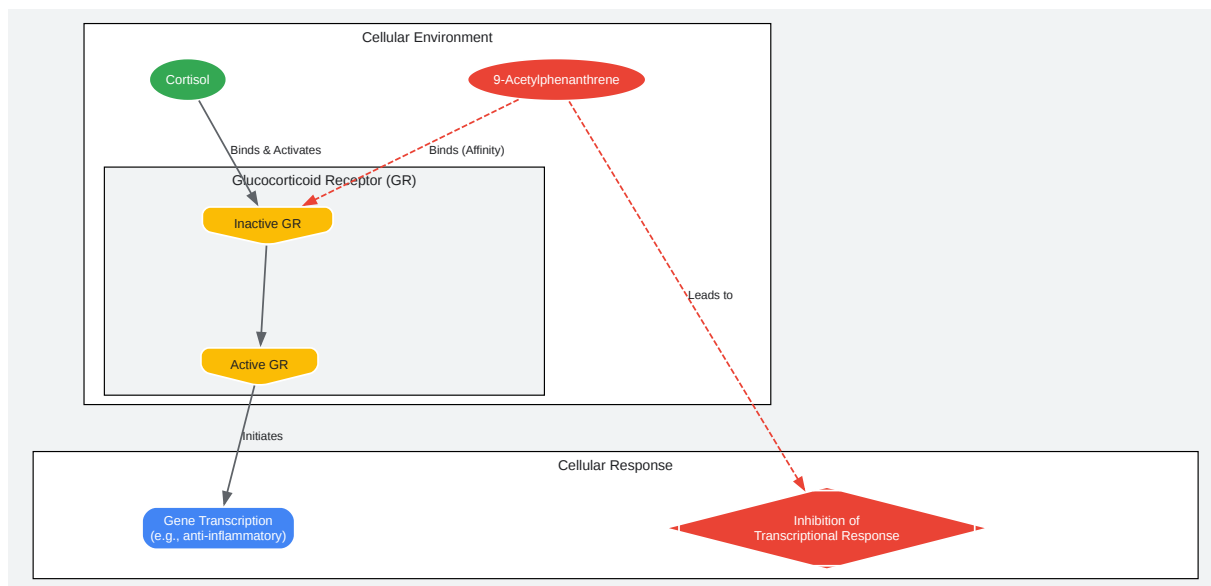 Cellular Environment
Cortisol
9-Acetylphenanthrene
Binds & Activates
Binds (Affinity)
Glucocorticoid Receptor (GR)
Inactive GR
Leads to
Active GR
Initiates
Cellular Response
Gene Transcription
(e.g., anti-inflammatory)
Inhibition of
Transcriptional Response